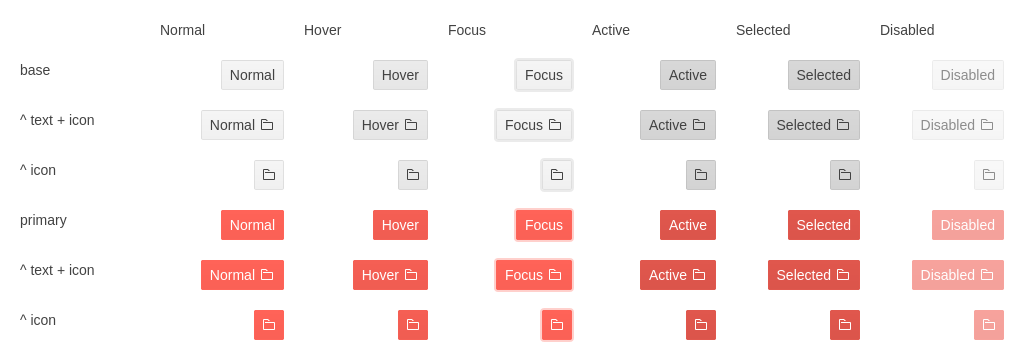 Normal Hover Focus Active Selected Disabled
base Normal Hover Focus Active Selected Disabled
^ text + icon Normal Hover Focus Active Selected Disabled
^ icon
primary Normal Hover Focus Active Selected Disabled
^ text + icon Normal Hover Focus Active Selected Disabled
^ icon